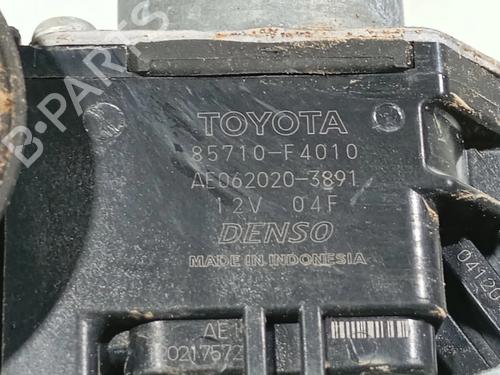 B-PARTS
TOYOTA
85710-F4010
AE062020-3891
12V 04F
DENSO
MADE IN INDONESIA